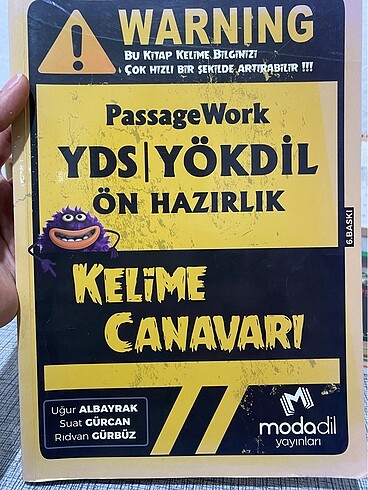 WARNING
BU KİTAP KELİME BİLGİNİZİ
ÇOK HIZLI BİR ŞEKİLDE ARTIRABİLİR !!!
PassageWork
YDS|YÖKDİL
ÖN HAZIRLIK
6.BASKI
KELİME
CANAVARI
Uğur ALBAYRAK
Suat GÜRCAN
Rıdvan GÜRBÜZ
M
modadil
yayınları